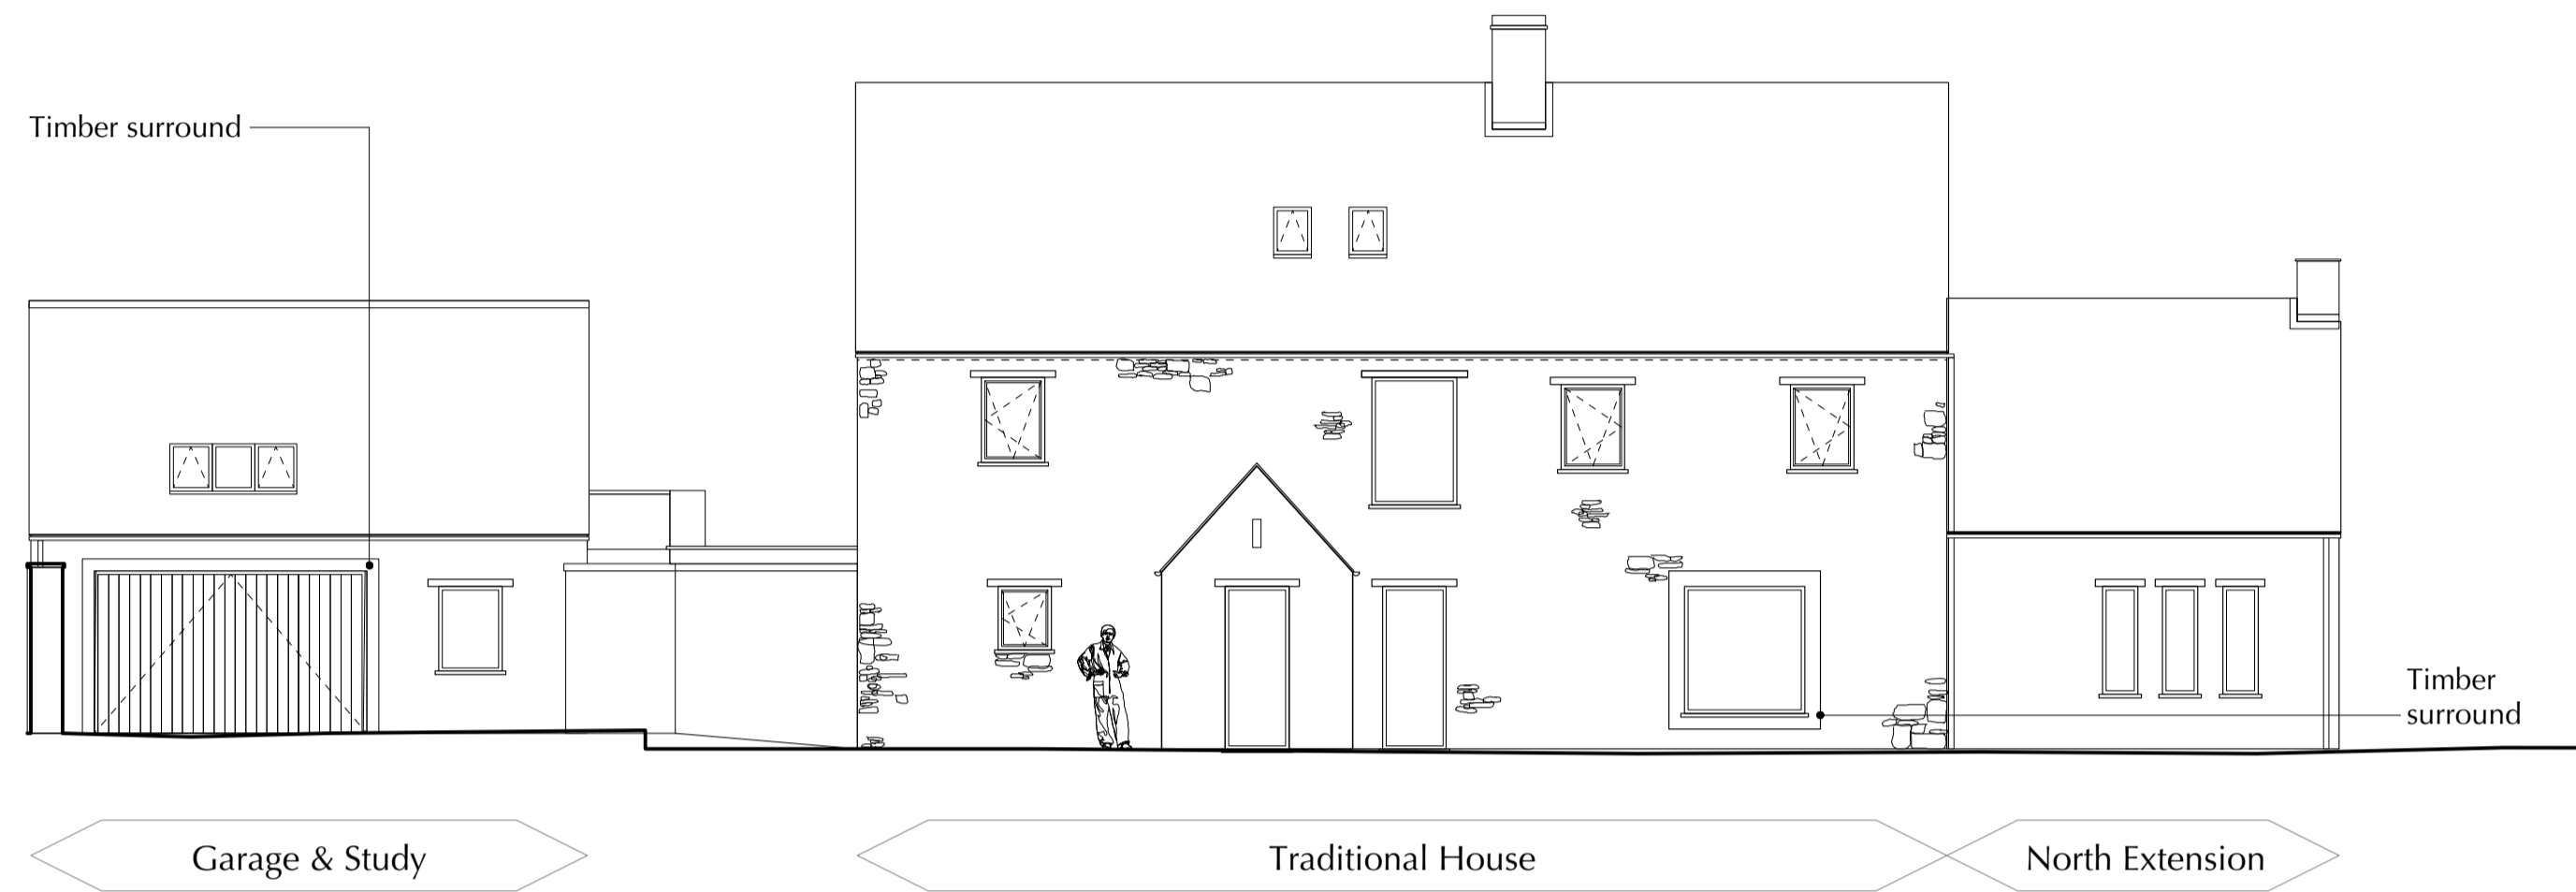 Timber surround
Timber
surround
Garage & Study
Traditional House
North Extension